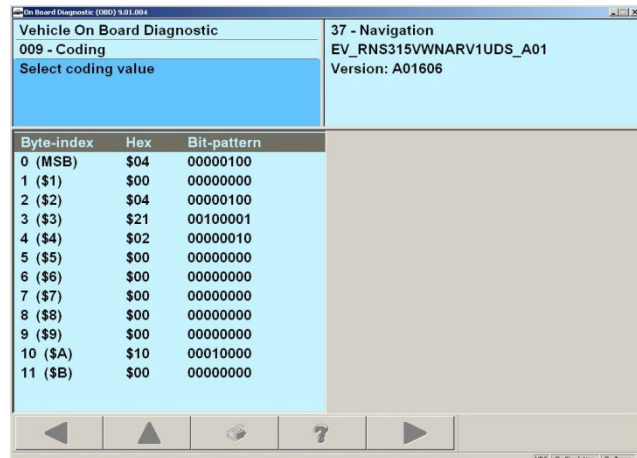 On Board Diagnostic (OBD) 9.01.004
Vehicle On Board Diagnostic
009 - Coding
Select coding value
37 - Navigation
EV_RNS315VWNARV1UDS_A01
Version: A01606
Byte-index Hex Bit-pattern
0 (MSB) $04 00000100
1 ($1) $00 00000000
2 ($2) $04 00000100
3 ($3) $21 00100001
4 ($4) $02 00000010
5 ($5) $00 00000000
6 ($6) $00 00000000
7 ($7) $00 00000000
8 ($8) $00 00000000
9 ($9) $00 00000000
10 ($A) $10 00010000
11 ($B) $00 00000000
?